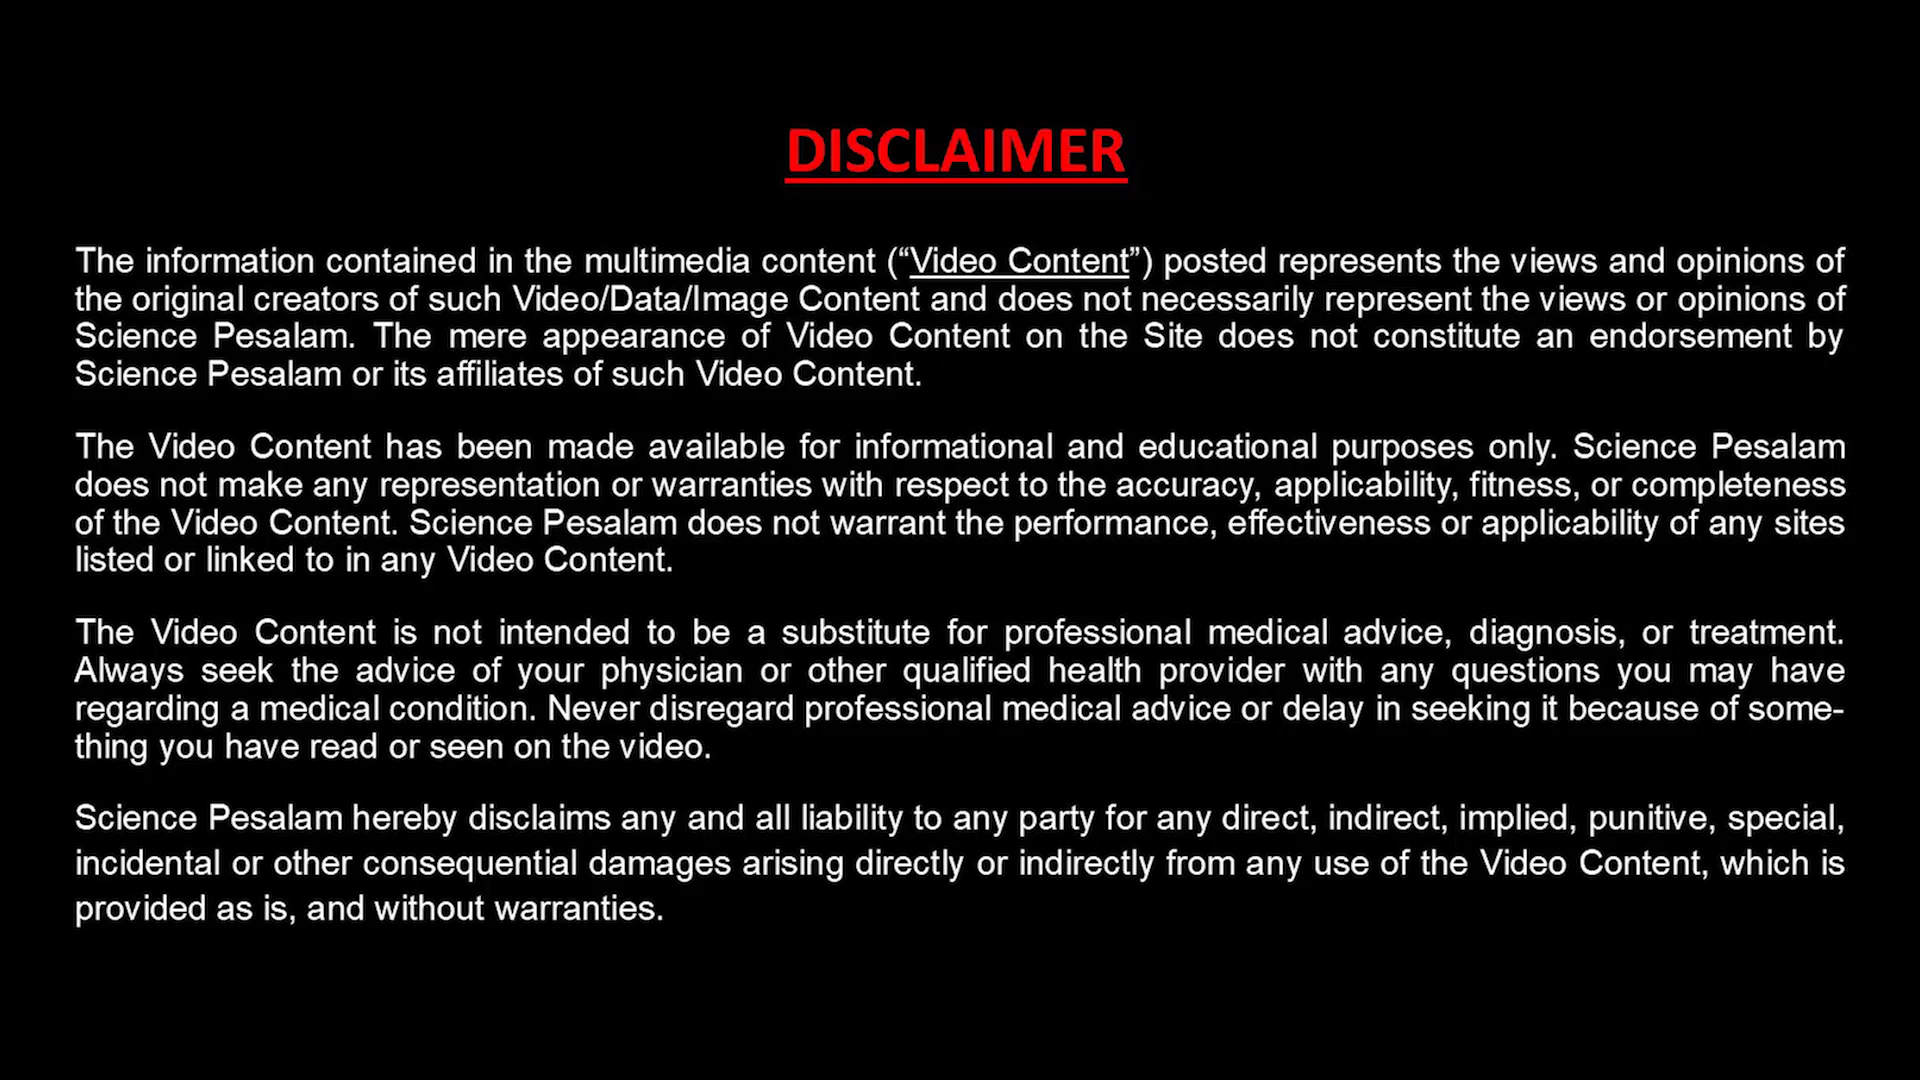 DISCLAIMER
The information contained in the multimedia content (“Video Content”) posted represents the views and opinions of
the original creators of such Video/Data/Image Content and does not necessarily represent the views or opinions of
Science Pesalam. The mere appearance of Video Content on the Site does not constitute an endorsement by
Science Pesalam or its affiliates of such Video Content.
The Video Content has been made available for informational and educational purposes only. Science Pesalam
does not make any representation or warranties with respect to the accuracy, applicability, fitness, or completeness
of the Video Content. Science Pesalam does not warrant the performance, effectiveness or applicability of any sites
listed or linked to in any Video Content.
The Video Content is not intended to be a substitute for professional medical advice, diagnosis, or treatment.
Always seek the advice of your physician or other qualified health provider with any questions you may have
regarding a medical condition. Never disregard professional medical advice or delay in seeking it because of some-
thing you have read or seen on the video.
Science Pesalam hereby disclaims any and all liability to any party for any direct, indirect, implied, punitive, special,
incidental or other consequential damages arising directly or indirectly from any use of the Video Content, which is
provided as is, and without warranties.